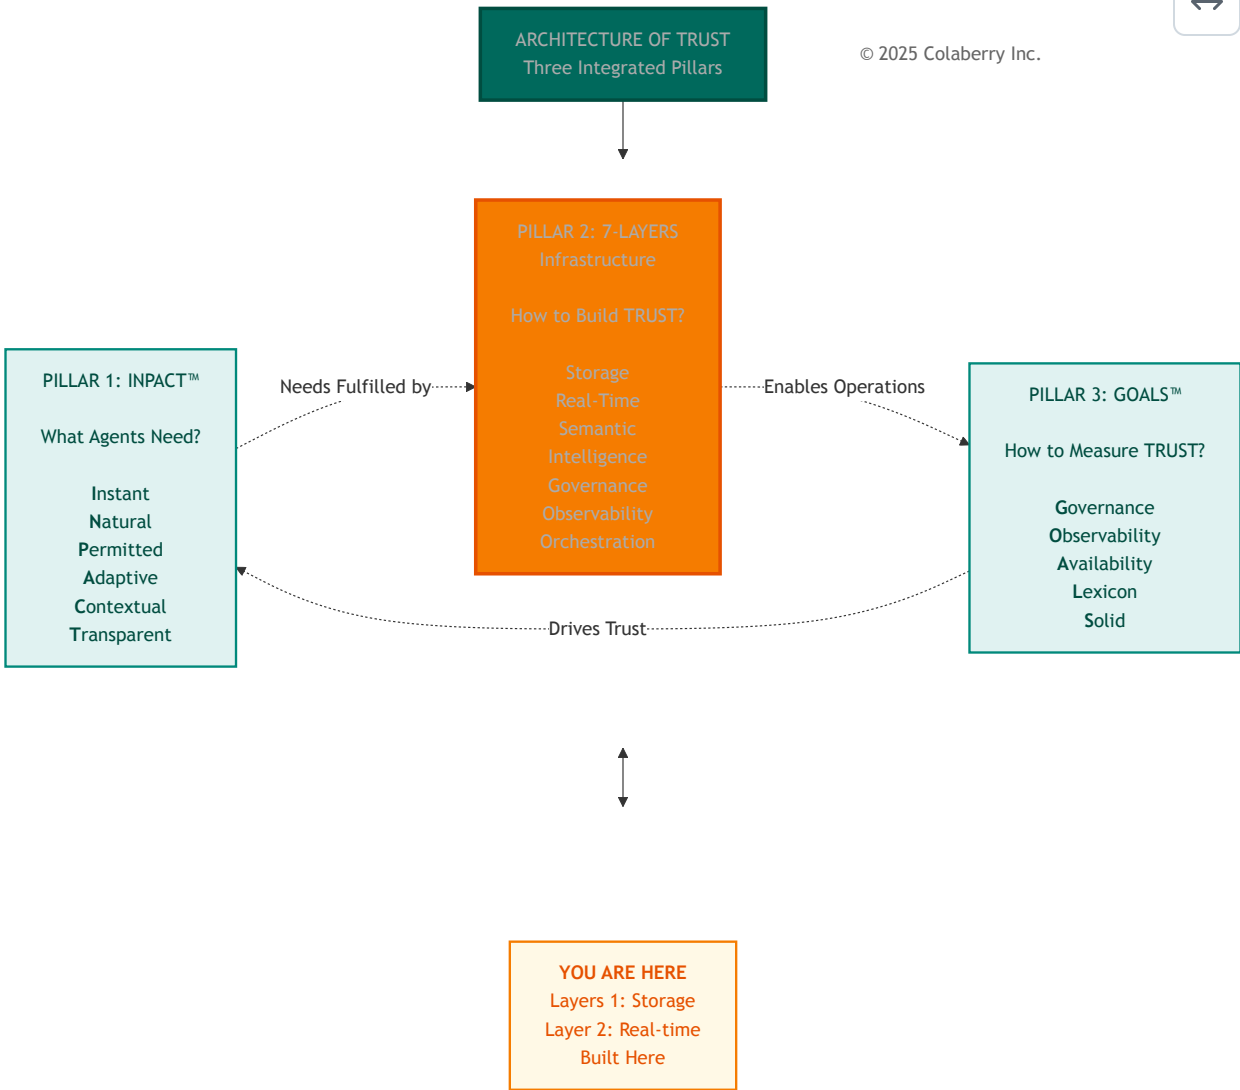 ARCHITECTURE OF TRUST
Three Integrated Pillars
© 2025 Colaberry Inc.
PILLAR 2: 7-LAYERS
Infrastructure
How to Build TRUST?
Storage
Real-Time
Semantic
Intelligence
Governance
Observability
Orchestration
PILLAR 1: INPACT™
What Agents Need?
Instant
Natural
Permitted
Adaptive
Contextual
Transparent
Needs Fulfilled by
Enables Operations
PILLAR 3: GOALS™
How to Measure TRUST?
Governance
Observability
Availability
Lexicon
Solid
Drives Trust
YOU ARE HERE
Layers 1: Storage
Layer 2: Real-time
Built Here